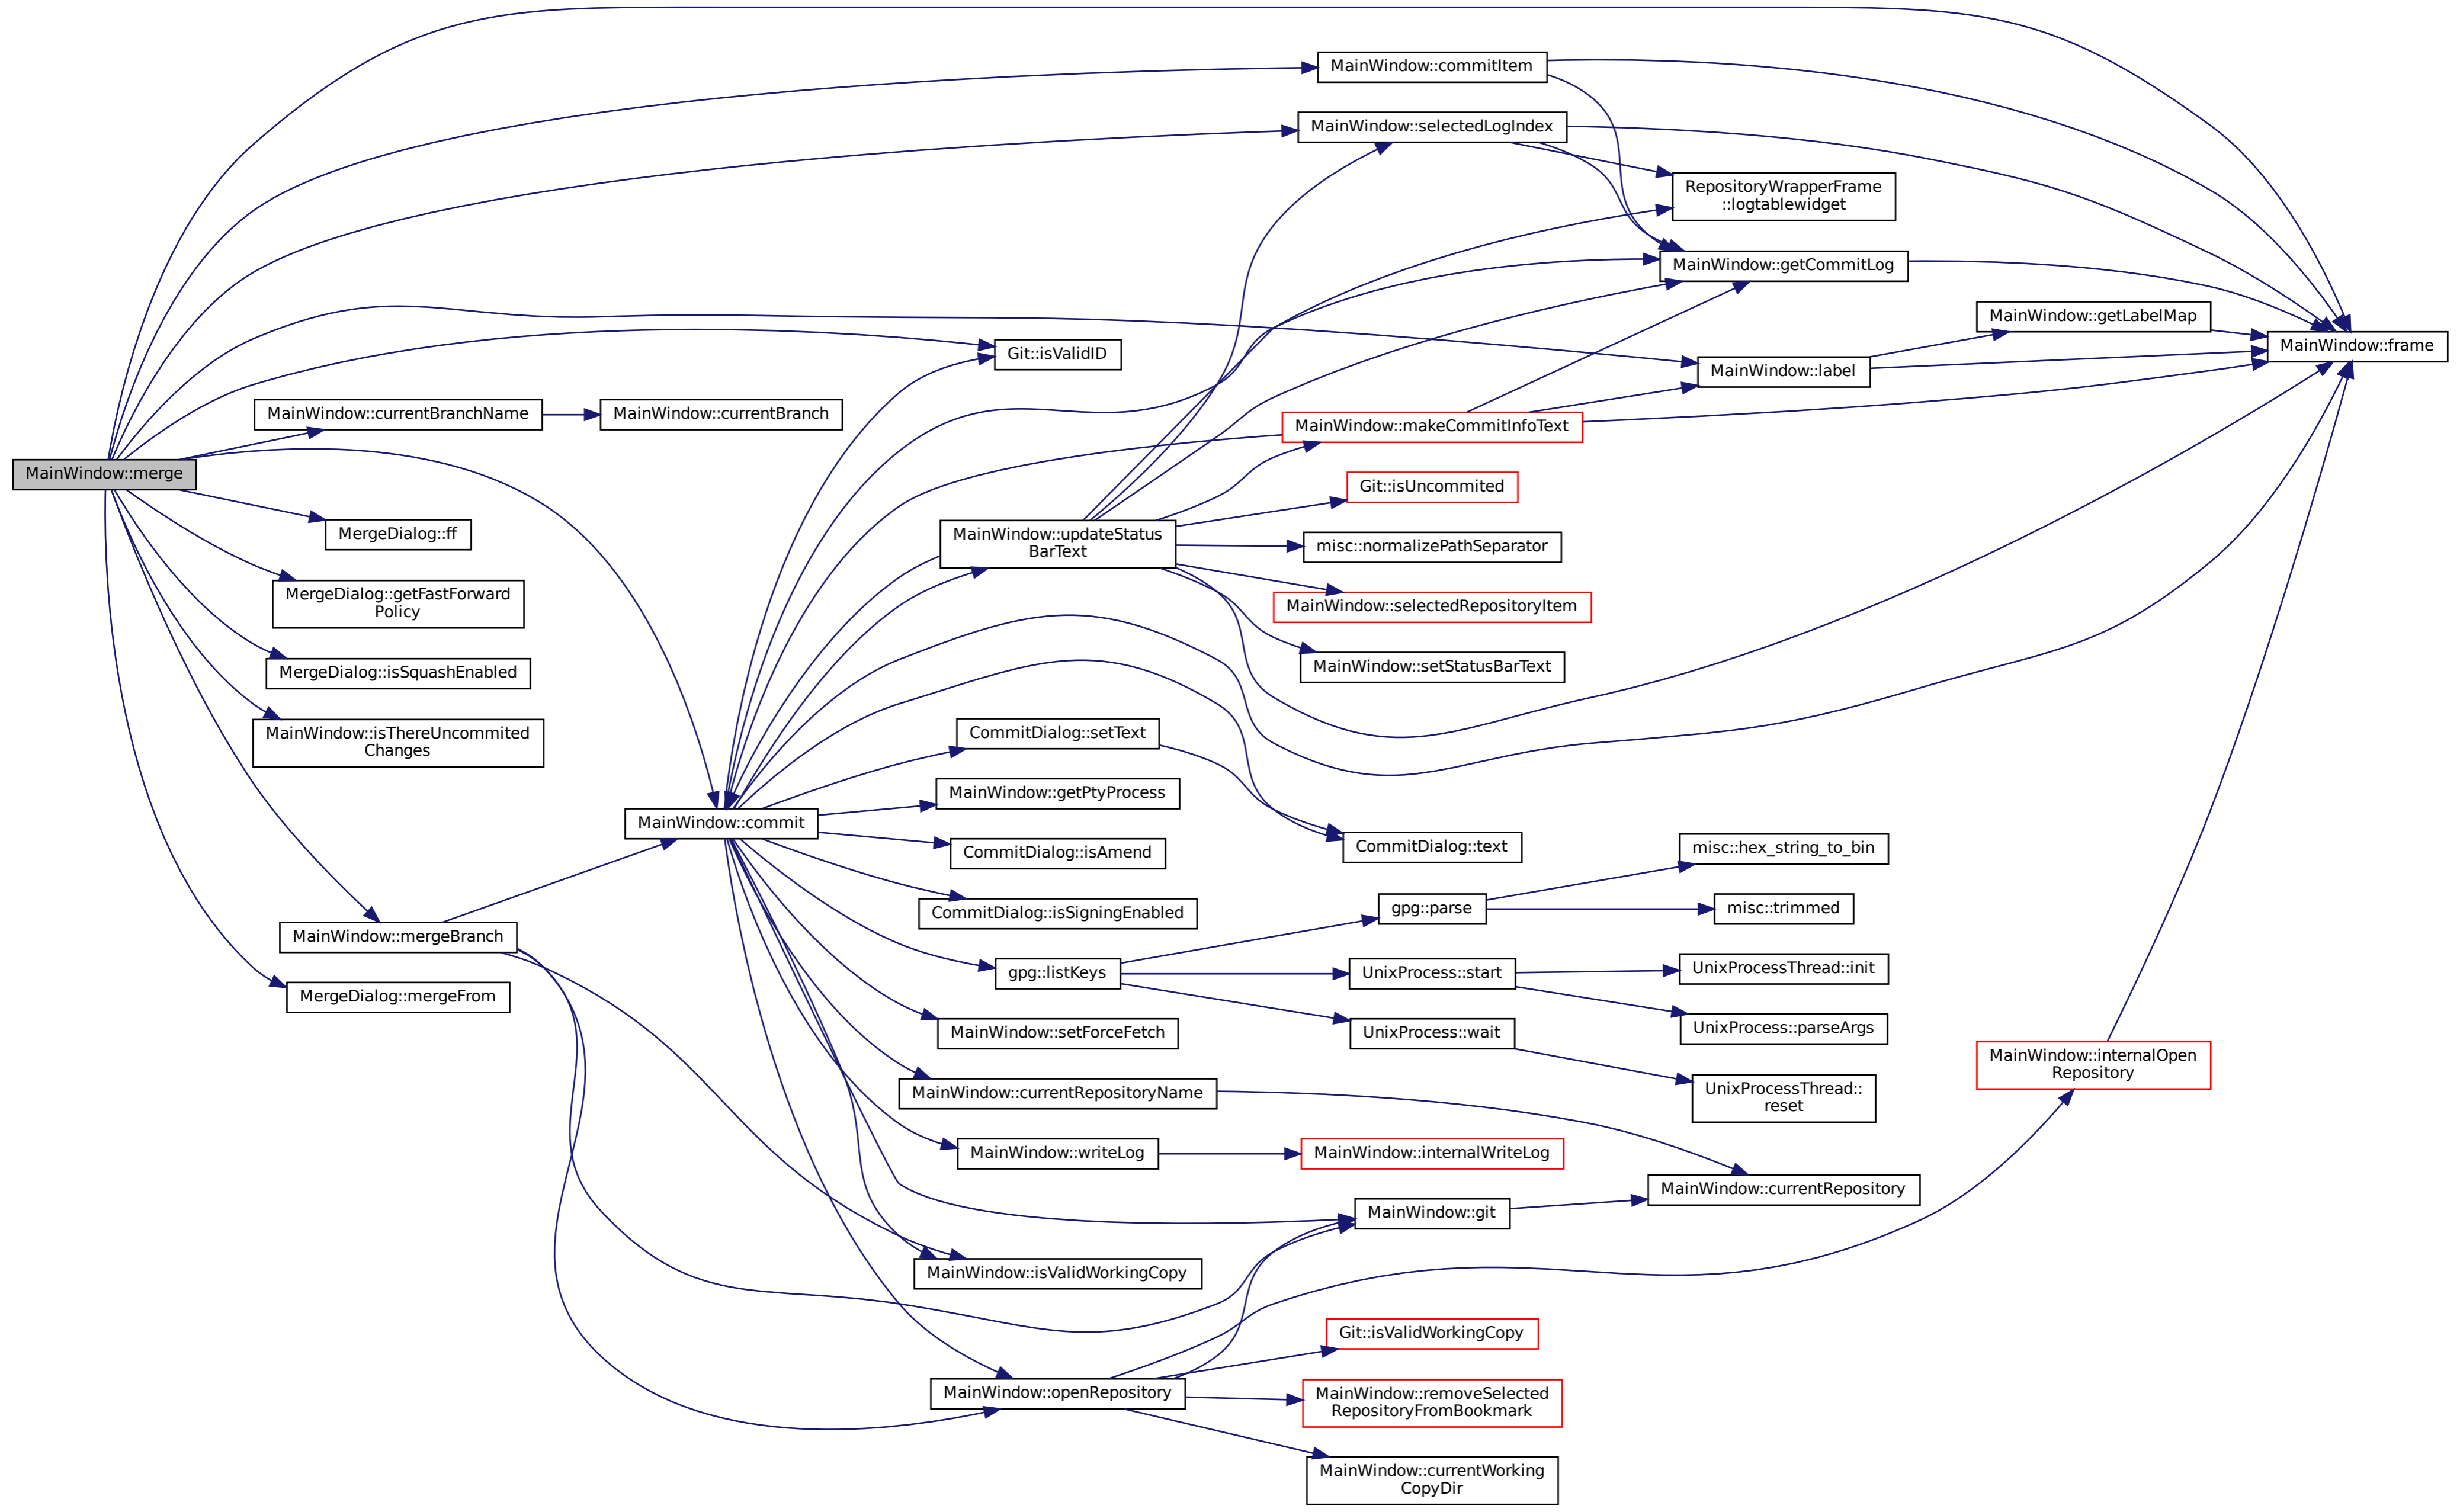 MainWindow::merge
MainWindow::currentBranchName
MergeDialog::ff
MergeDialog::getFastForward
Policy
MergeDialog::isSquashEnabled
MainWindow::isThereUncommited
Changes
MainWindow::mergeBranch
MergeDialog::mergeFrom
MainWindow::currentBranch
MainWindow::commit
Git::isValidID
MainWindow::updateStatus
BarText
CommitDialog::setText
MainWindow::getPtyProcess
CommitDialog::isAmend
CommitDialog::isSigningEnabled
gpg::listKeys
MainWindow::setForceFetch
MainWindow::currentRepositoryName
MainWindow::writeLog
MainWindow::isValidWorkingCopy
MainWindow::openRepository
MainWindow::commitItem
MainWindow::selectedLogIndex
MainWindow::makeCommitInfoText
Git::isUncommited
misc::normalizePathSeparator
MainWindow::selectedRepositoryItem
MainWindow::setStatusBarText
CommitDialog::text
gpg::parse
UnixProcess::start
UnixProcess::wait
MainWindow::internalWriteLog
MainWindow::git
Git::isValidWorkingCopy
MainWindow::removeSelected
RepositoryFromBookmark
MainWindow::currentWorking
CopyDir
RepositoryWrapperFrame
::logtablewidget
MainWindow::getCommitLog
MainWindow::label
misc::hex_string_to_bin
misc::trimmed
UnixProcessThread::init
UnixProcess::parseArgs
UnixProcessThread::
reset
MainWindow::currentRepository
MainWindow::getLabelMap
MainWindow::internalOpen
Repository
MainWindow::frame